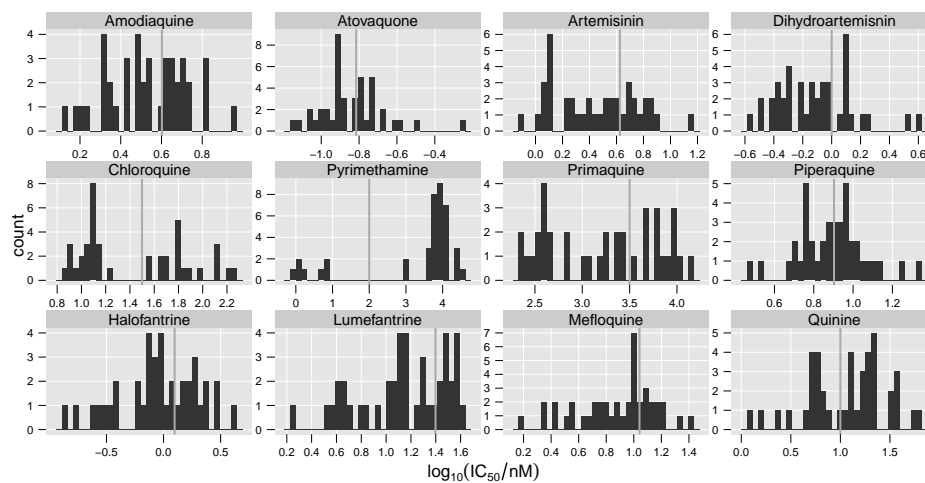 Amodiaquine Atovaquone Artemisinin Dihydroartemisnin
4 3 2 1 0
8 6 4 2 0
6 5 4 3 2 1 0
6 5 4 3 2 1 0
0.2 0.4 0.6 0.8
−1.0 −0.8 −0.6 −0.4
0.0 0.2 0.4 0.6 0.8 1.0 1.2
−0.6 −0.4 −0.2 0.0 0.2 0.4 0.6
Chloroquine Pyrimethamine Primaquine Piperaquine
count
8 6 4 2 0
8 6 4 2 0
4 3 2 1 0
5 4 3 2 1 0
0.8 1.0 1.2 1.4 1.6 1.8 2.0 2.2
0 1 2 3 4
2.5 3.0 3.5 4.0
0.6 0.8 1.0 1.2
Halofantrine Lumefantrine Mefloquine Quinine
4 3 2 1 0
4 3 2 1 0
7 6 5 4 3 2 1 0
5 4 3 2 1 0
−0.5 0.0 0.5
0.2 0.4 0.6 0.8 1.0 1.2 1.4 1.6
0.2 0.4 0.6 0.8 1.0 1.2 1.4
0.0 0.5 1.0 1.5
log₁₀(IC₅₀/nM)